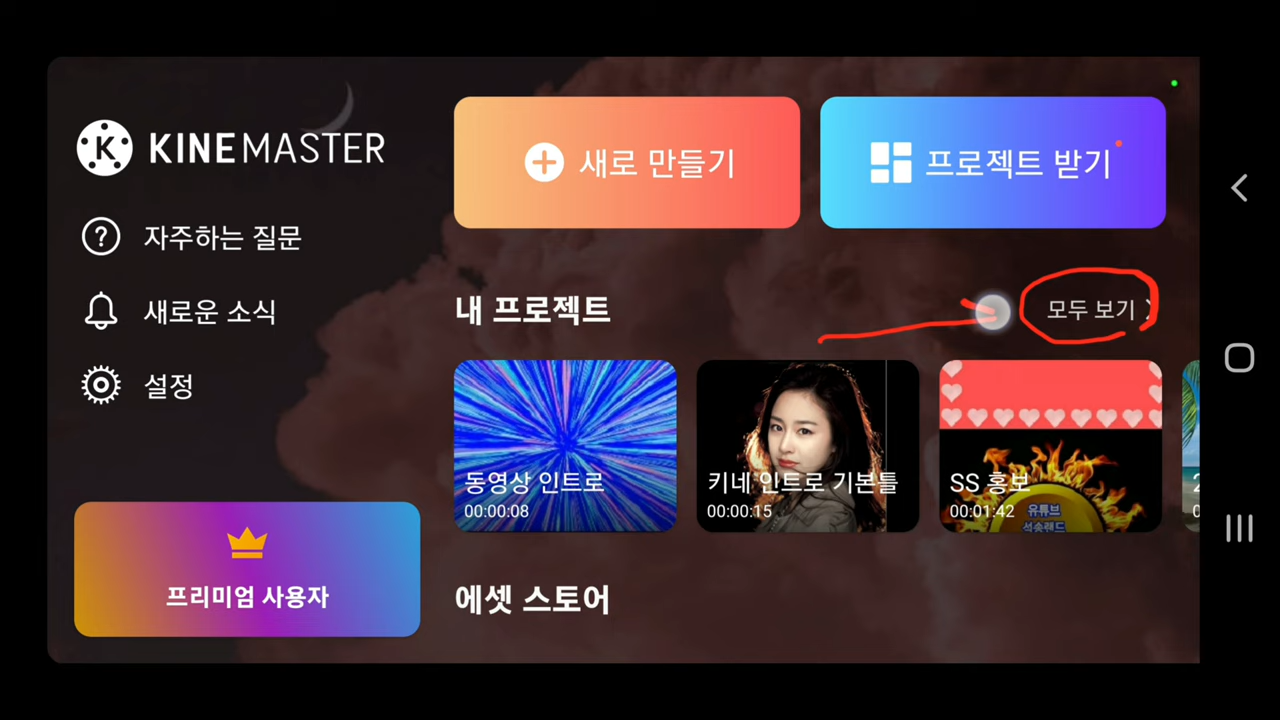 KINEMASTER
자주하는 질문
새로운 소식
설정
프리미엄 사용자
새로 만들기
프로젝트 받기
내 프로젝트
모두 보기
동영상 인트로
00:00:08
키네 인트로 기본틀
00:00:15
SS 홍보
00:01:42
유튜브
석송랜드
에셋 스토어